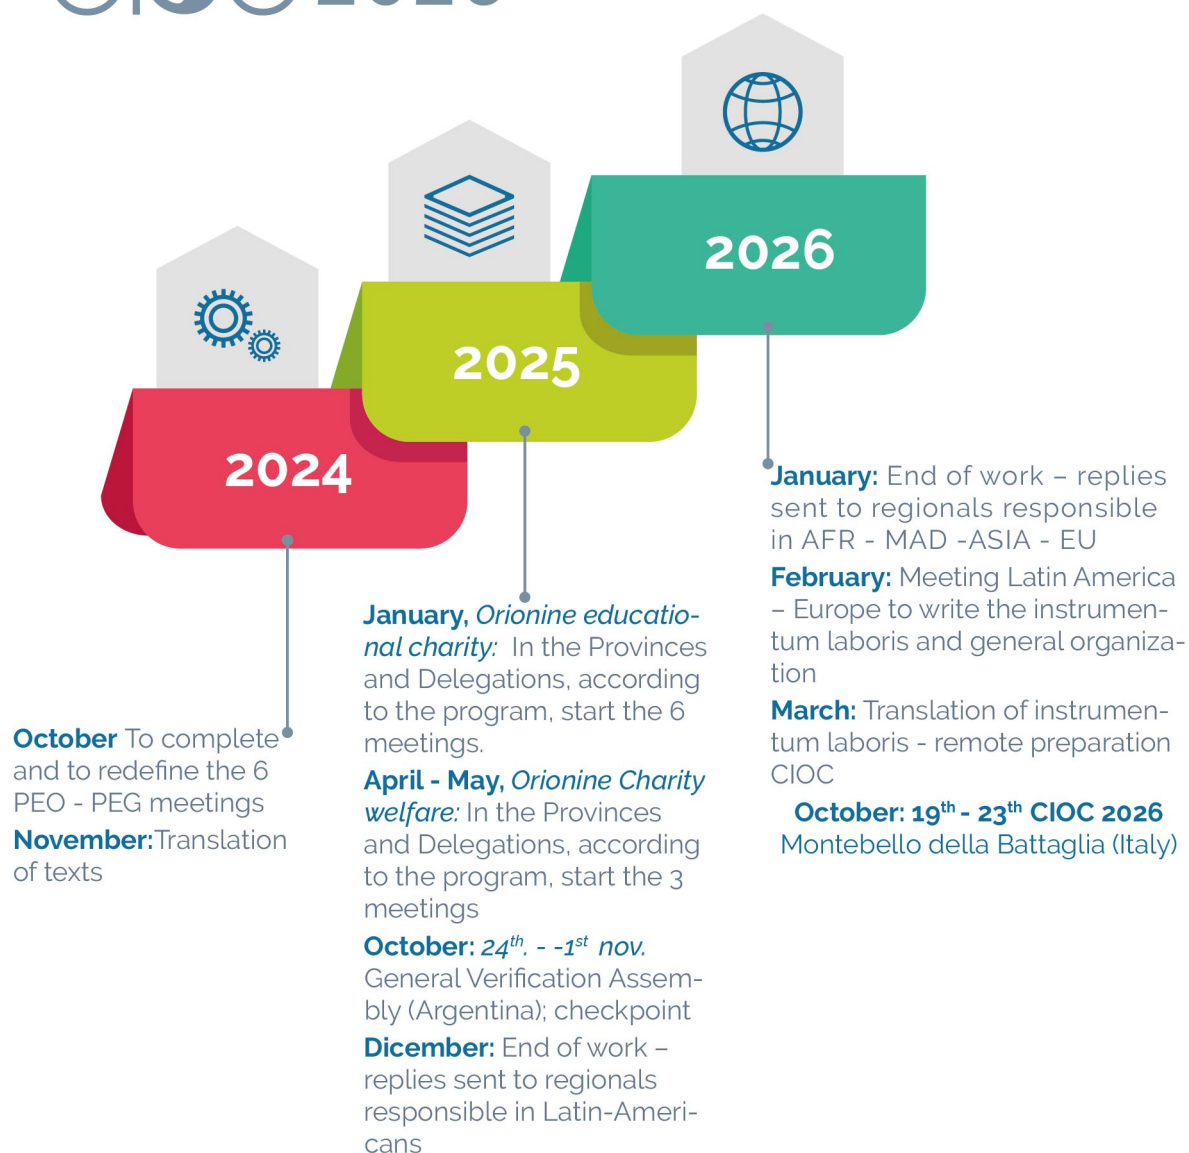 2024
October To complete
and to redefine the 6
PEO - PEG meetings
November:Translation
of texts
2025
January, Orionine educatio-
nal charity: In the Provinces
and Delegations, according
to the program, start the 6
meetings.
April - May, Orionine Charity
welfare: In the Provinces
and Delegations, according
to the program, start the 3
meetings
October: 24th. - -1st nov.
General Verification Assem-
bly (Argentina); checkpoint
Dicember: End of work –
replies sent to regionals
responsible in Latin-Ameri-
cans
2026
January: End of work – replies
sent to regionals responsible
in AFR - MAD -ASIA - EU
February: Meeting Latin America
– Europe to write the instrumen-
tum laboris and general organiza-
tion
March: Translation of instrumen-
tum laboris - remote preparation
CIOC
October: 19th - 23th CIOC 2026
Montebello della Battaglia (Italy)